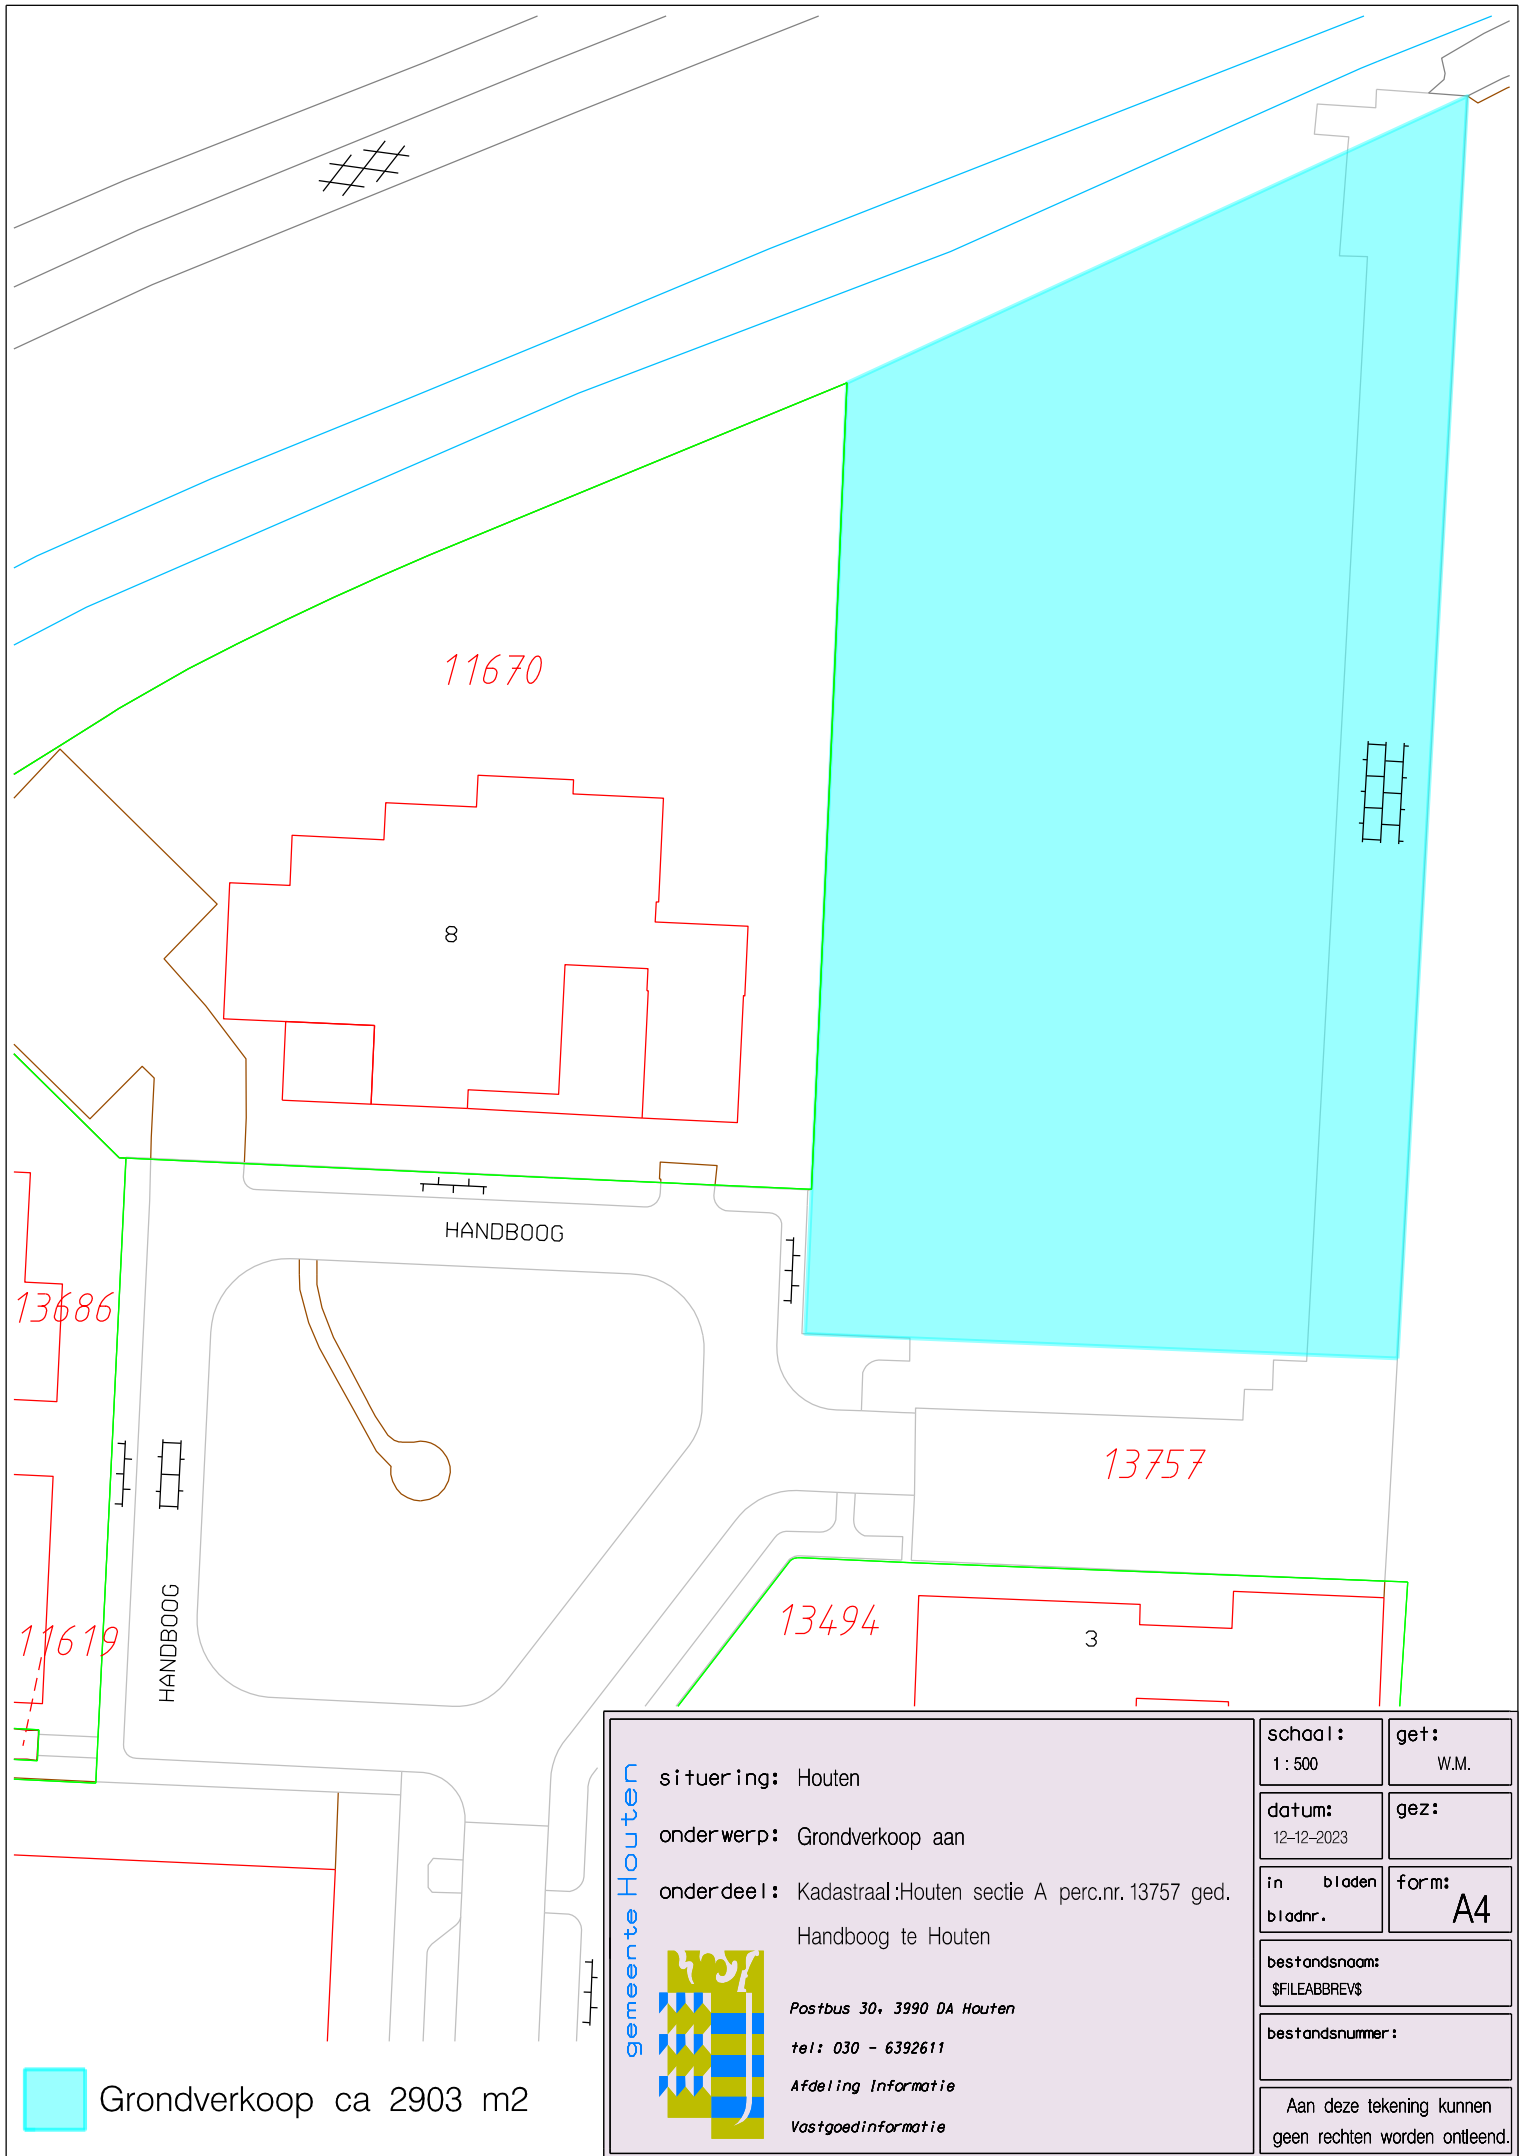 11670
8
HANDBOOG
13686
13757
HANDBOOG
11619
13494
3
gemeente Houten
situering: Houten
onderwerp: Grondverkoop aan
onderdeel: Kadastraal:Houten sectie A perc.nr. 13757 ged.
Handboog te Houten
Postbus 30, 3990 DA Houten
tel: 030 - 6392611
Afdeling Informatie
Vastgoedinformatie
schaal:
1 : 500
get:
W.M.
datum:
12-12-2023
gez:
in bladen
bladnr.
form:
A4
bestandsnaam:
$FILEABBREV$
bestandsnummer:
Aan deze tekening kunnen
geen rechten worden ontleend.
Grondverkoop ca 2903 m2